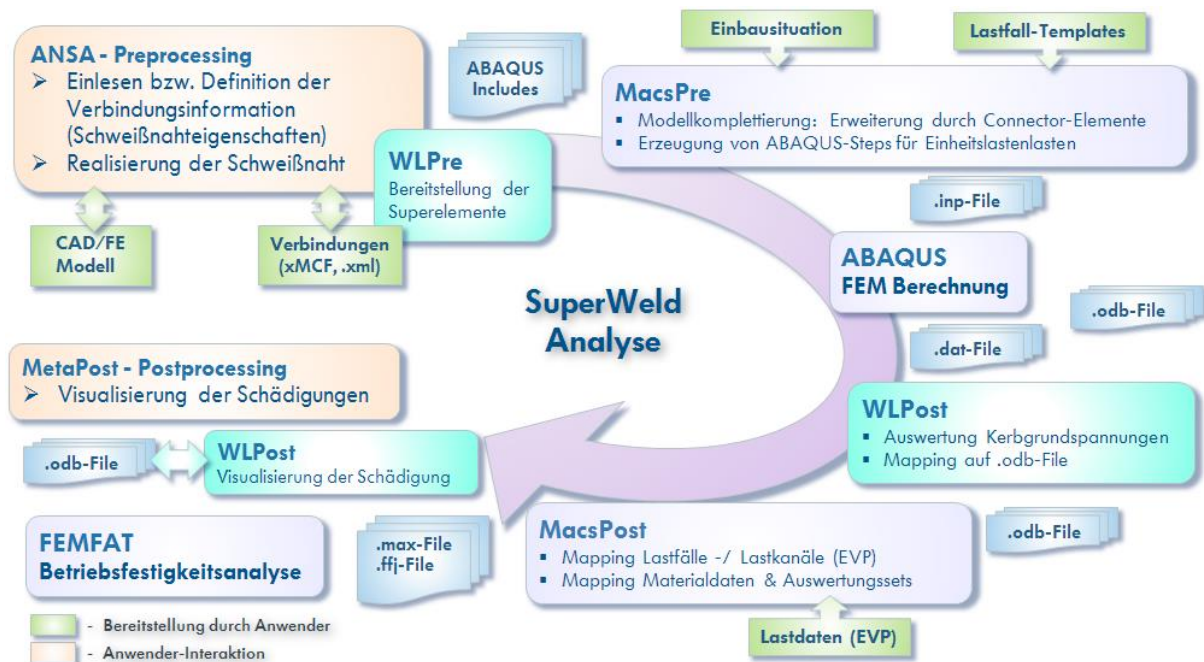 ANSA - Preprocessing
➢ Einlesen bzw. Definition der
Verbindungsinformation
(Schweißnahteigenschaften)
➢ Realisierung der Schweißnaht
CAD/FE
Modell
Verbindungen
(xMCF, .xml)
WLPre
Bereitstellung der
Superelemente
ABAQUS
Includes
Einbausituation
Lastfall-Templates
MacsPre
▪ Modellkomplettierung: Erweiterung durch Connector-Elemente
▪ Erzeugung von ABAQUS-Steps für Einheitslastenlasten
.inp-File
ABAQUS
FEM Berechnung
.odb-File
.dat-File
SuperWeld
Analyse
WLPost
▪ Auswertung Kerbgrundspannungen
▪ Mapping auf .odb-File
.odb-File
MacsPost
▪ Mapping Lastfälle -/ Lastkanäle (EVP)
▪ Mapping Materialdaten & Auswertungssets
Lastdaten (EVP)
.max-File
.ffj-File
MetaPost - Postprocessing
➢ Visualisierung der Schädigungen
.odb-File
WLPost
Visualisierung der Schädigung
FEMFAT
Betriebsfestigkeitsanalyse
- Bereitstellung durch Anwender
- Anwender-Interaktion